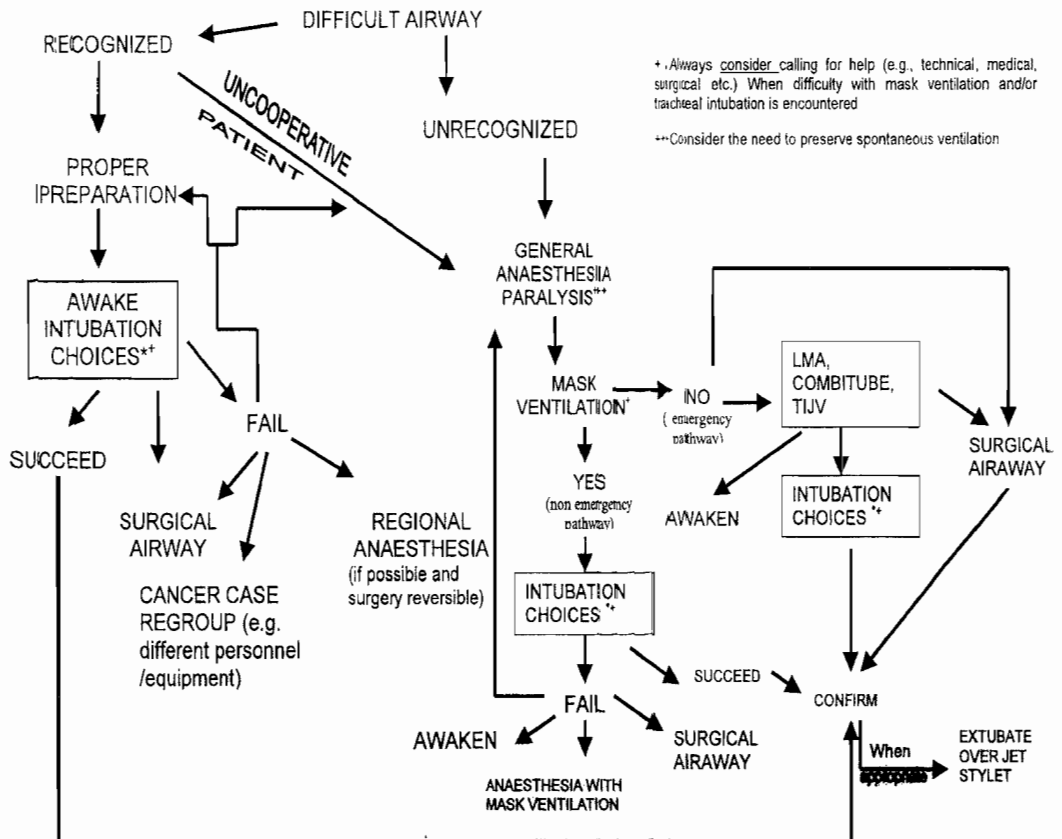 DIFFICULT AIRWAY
RECOGNIZED
+ Always consider calling for help (e.g., technical, medical,
surgical etc.) When difficulty with mask ventilation and/or
tracheal intubation is encountered
++Consider the need to preserve spontaneous ventilation
UNCOOPERATIVE
PATIENT
UNRECOGNIZED
PROPER
PREPARATION
GENERAL
ANAESTHESIA
PARALYSIS++
AWAKE
INTUBATION
CHOICES*+
MASK
VENTILATION+
NO
( emergency
pathway)
LMA,
COMBITUBE,
TIJV
FAIL
SUCCEED
SURGICAL
AIRAWAY
YES
(non emergency
pathway)
AWAKEN
INTUBATION
CHOICES *+
SURGICAL
AIRWAY
REGIONAL
ANAESTHESIA
(if possible and
surgery reversible)
CANCER CASE
REGROUP (e.g.
different personnel
/equipment)
INTUBATION
CHOICES *+
SUCCEED
CONFIRM
FAIL
AWAKEN
SURGICAL
AIRAWAY
ANAESTHESIA WITH
MASK VENTILATION
When
appropriate
EXTUBATE
OVER JET
STYLET